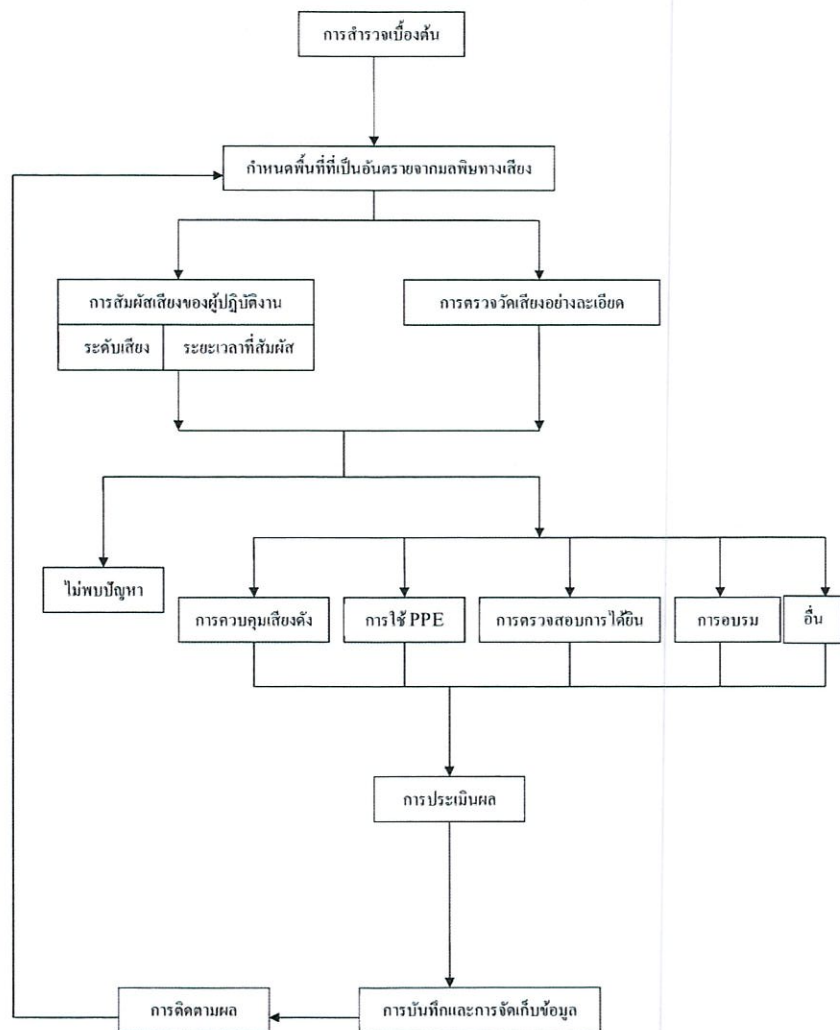 การสำรวจเบื้องต้น
กำหนดพื้นที่ที่เป็นอันตรายจากมลพิษทางเสียง
การสัมผัสเสียงของผู้ปฏิบัติงาน
การตรวจวัดเสียงอย่างละเอียด
ระดับเสียง
ระยะเวลาที่สัมผัส
ไม่พบปัญหา
การควบคุมเสียงดัง
การใช้ PPE
การตรวจสอบการได้ยิน
การอบรม
อื่น
การประเมินผล
การติดตามผล
การบันทึกและการจัดเก็บข้อมูล